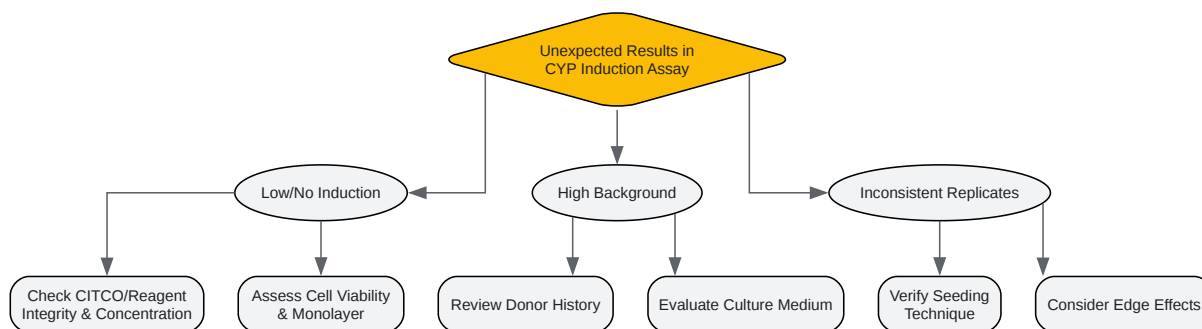 Unexpected Results in
CYP Induction Assay
Low/No Induction
High Background
Inconsistent Replicates
Check CITCO/Reagent
Integrity & Concentration
Assess Cell Viability
& Monolayer
Review Donor History
Evaluate Culture Medium
Verify Seeding
Technique
Consider Edge Effects